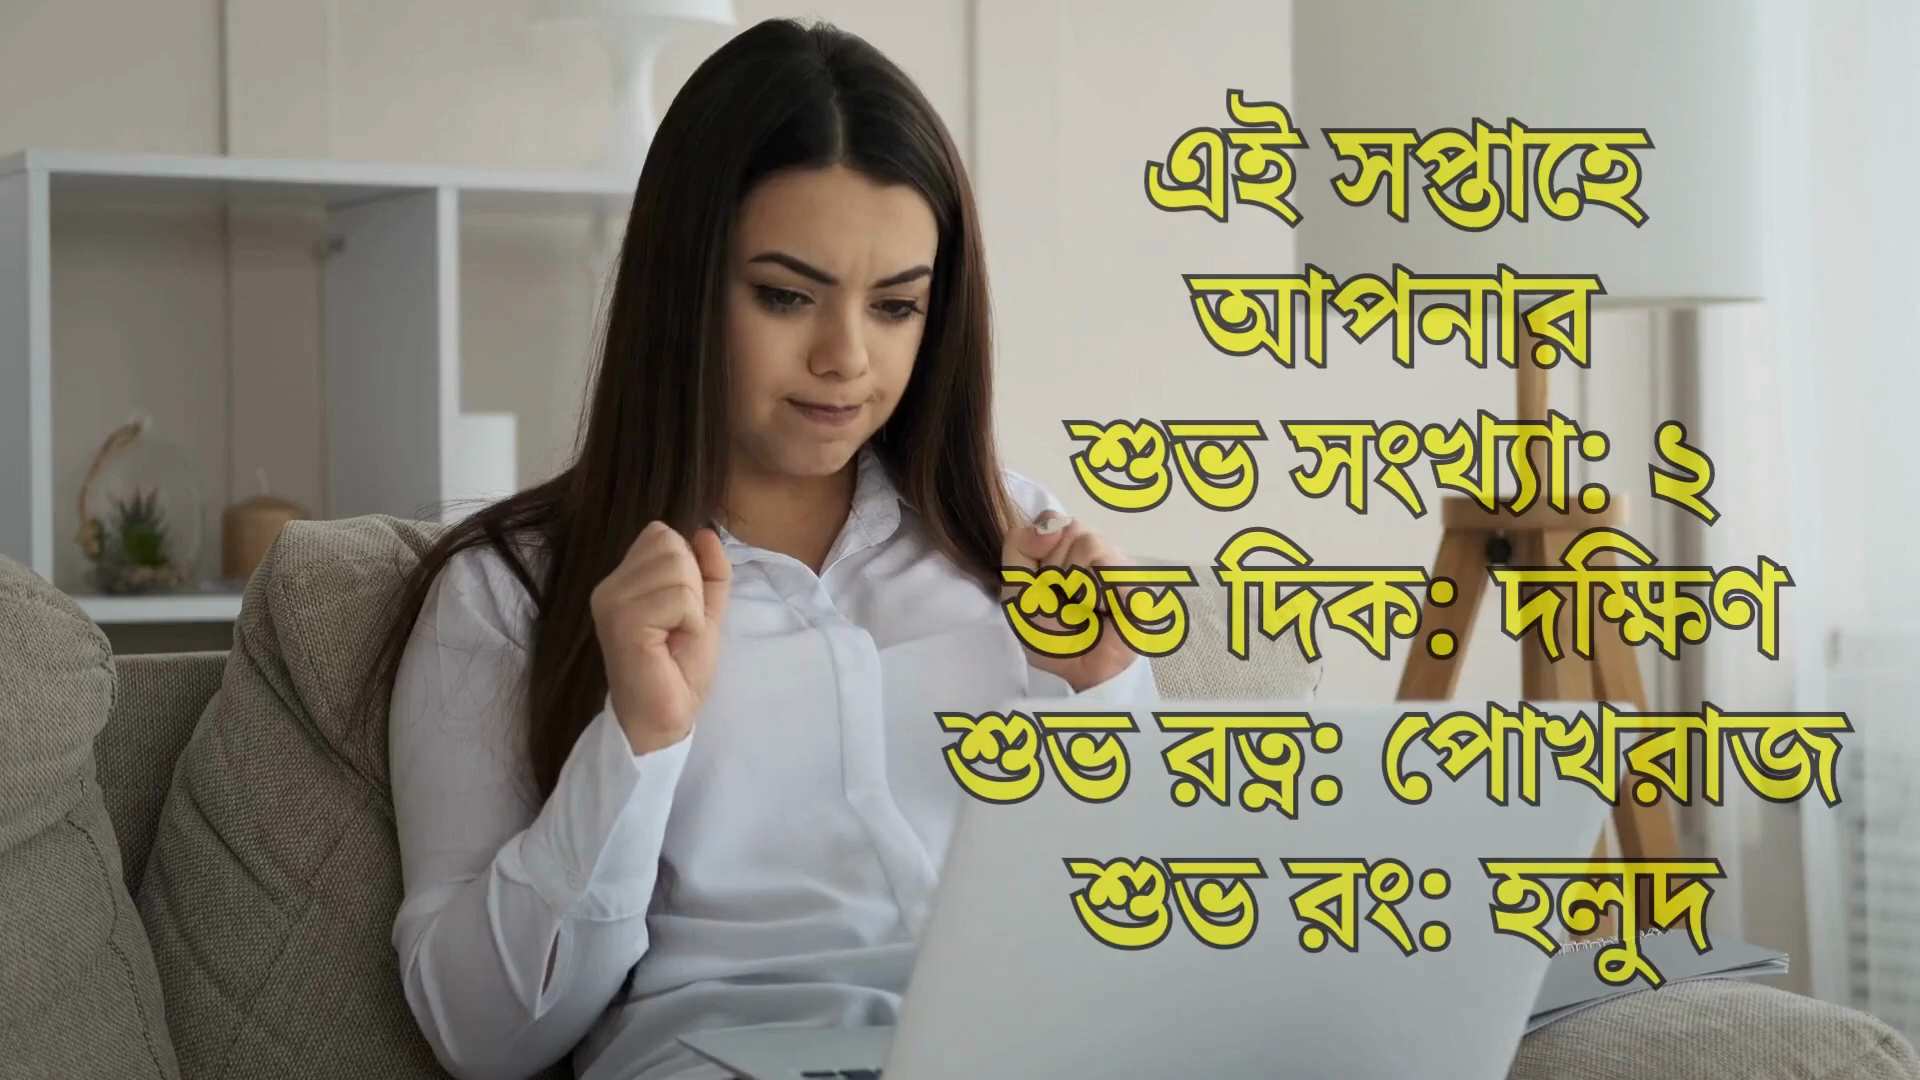 এই সপ্তাহে
আপনার
শুভ সংখ্যা: ২
শুভ দিক: দক্ষিণ
শুভ রত্ন: পোখরাজ
শুভ রং: হলুদ